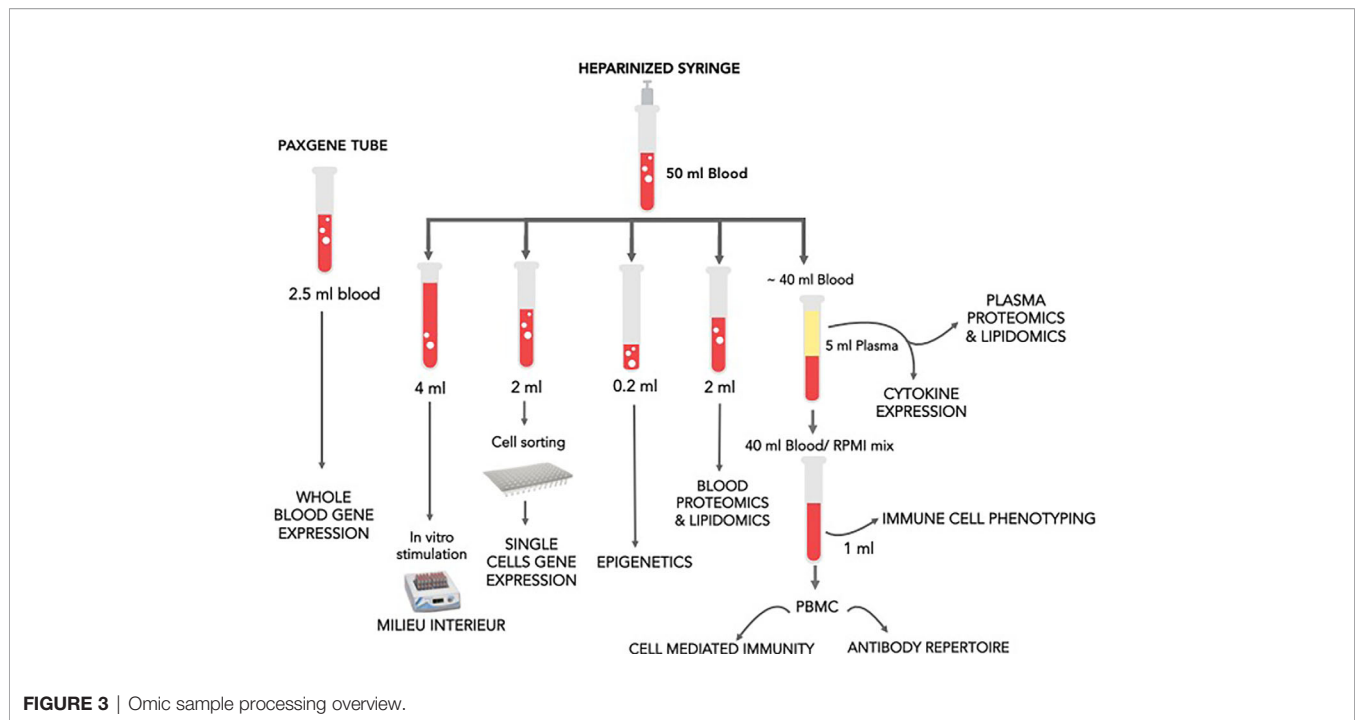 HEPARINIZED SYRINGE
50 ml Blood
PAXGENE TUBE
2.5 ml blood
WHOLE
BLOOD GENE
EXPRESSION
4 ml
In vitro
stimulation
MILIEU INTERIEUR
2 ml
Cell sorting
SINGLE
CELLS GENE
EXPRESSION
0.2 ml
EPIGENETICS
2 ml
BLOOD
PROTEOMICS
& LIPIDOMICS
~ 40 ml Blood
5 ml Plasma
PLASMA
PROTEOMICS
& LIPIDOMICS
CYTOKINE
EXPRESSION
40 ml Blood/ RPMI mix
1 ml
IMMUNE CELL PHENOTYPING
PBMC
CELL MEDIATED IMMUNITY
ANTIBODY REPERTOIRE
FIGURE 3 | Omic sample processing overview.